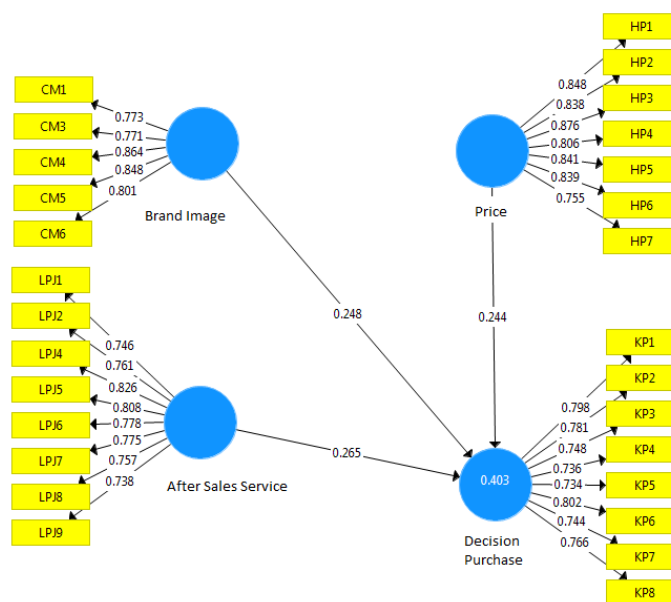 CM1
CM3
CM4
CM5
CM6
0.773
0.771
0.864
0.848
0.801
Brand Image
HP1
HP2
HP3
HP4
HP5
HP6
HP7
0.848
0.838
0.876
0.806
0.841
0.839
0.755
Price
LPJ1
LPJ2
LPJ4
LPJ5
LPJ6
LPJ7
LPJ8
LPJ9
0.746
0.761
0.826
0.808
0.778
0.775
0.757
0.738
After Sales Service
0.248
0.244
0.265
0.403
Decision
Purchase
KP1
KP2
KP3
KP4
KP5
KP6
KP7
KP8
0.798
0.781
0.748
0.736
0.734
0.802
0.744
0.766